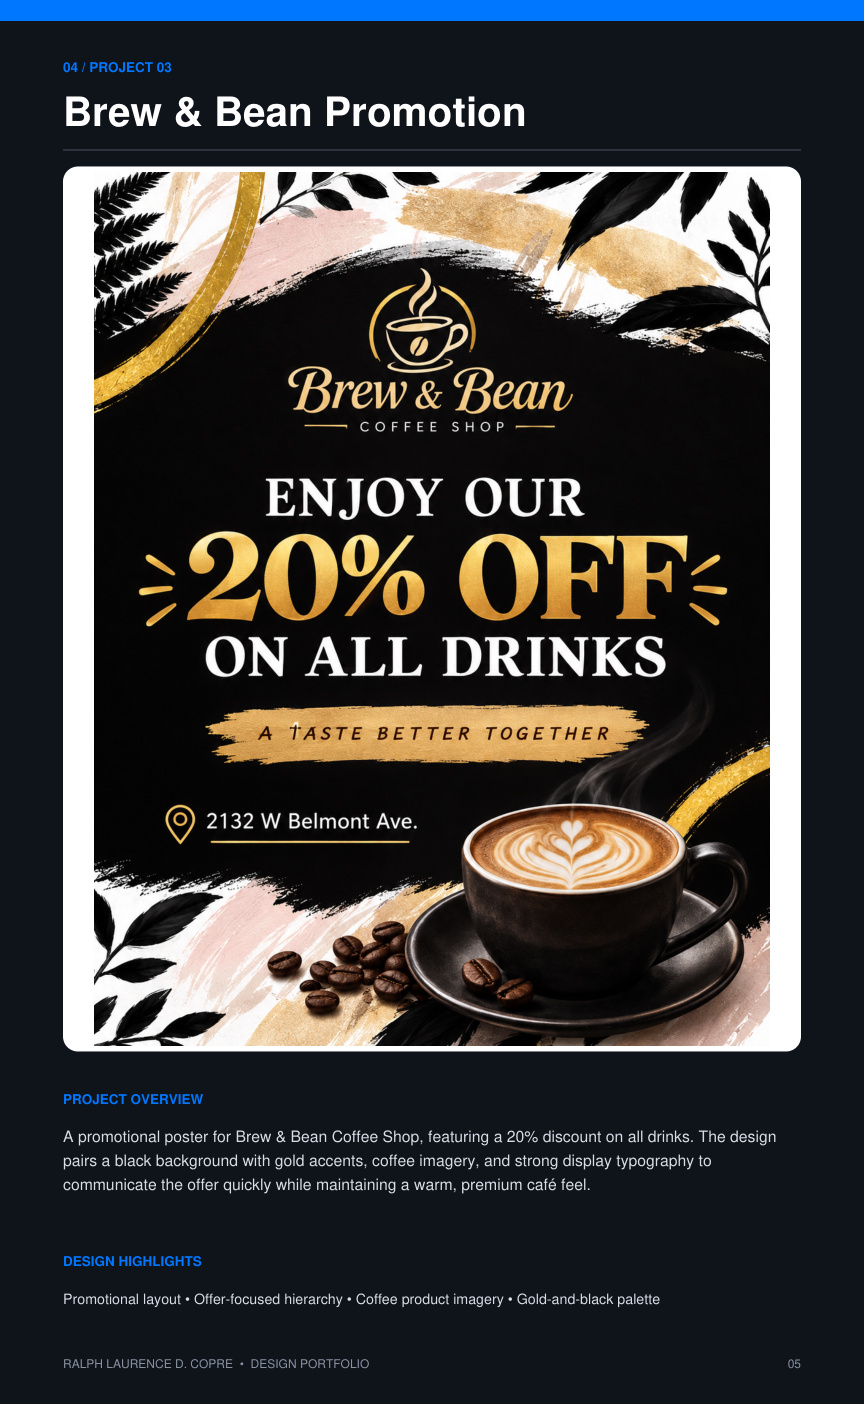 04 / PROJECT 03
Brew & Bean Promotion
Brew & Bean
COFFEE SHOP
ENJOY OUR
20% OFF
ON ALL DRINKS
A TASTE BETTER TOGETHER
2132 W Belmont Ave.
PROJECT OVERVIEW
A promotional poster for Brew & Bean Coffee Shop, featuring a 20% discount on all drinks. The design
pairs a black background with gold accents, coffee imagery, and strong display typography to
communicate the offer quickly while maintaining a warm, premium café feel.
DESIGN HIGHLIGHTS
Promotional layout • Offer-focused hierarchy • Coffee product imagery • Gold-and-black palette
RALPH LAURENCE D. COPRE • DESIGN PORTFOLIO
05